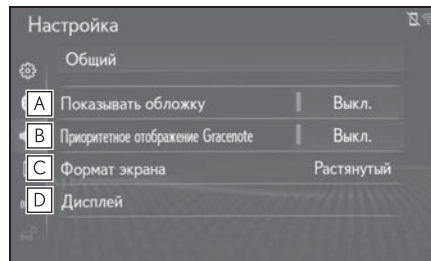 Настройка
Общий
A Показывать обложку Выкл.
B Приоритетное отображение Gracenote Выкл.
C Формат экрана Растянутый
D Дисплей